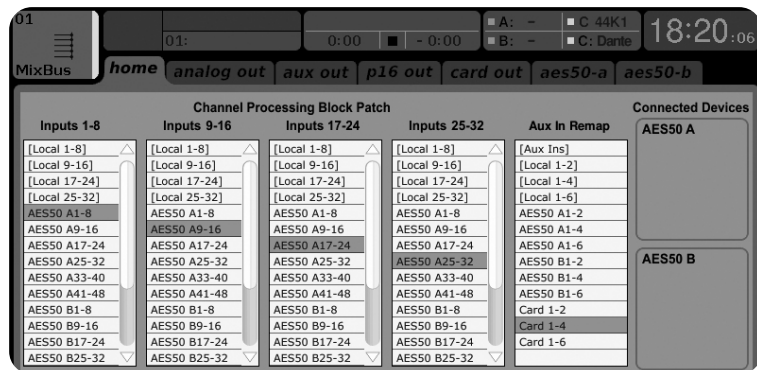 01
A: -
C 44K1
01:
0:00
- 0:00
B: -
C: Dante
18:20:06
MixBus
home
analog out
aux out
p16 out
card out
aes50-a
aes50-b
Channel Processing Block Patch
Connected Devices
Inputs 1-8
Inputs 9-16
Inputs 17-24
Inputs 25-32
Aux In Remap
[Local 1-8]
[Local 9-16]
[Local 17-24]
[Local 25-32]
AES50 A1-8
AES50 A9-16
AES50 A17-24
AES50 A25-32
AES50 A33-40
AES50 A41-48
AES50 B1-8
AES50 B9-16
AES50 B17-24
AES50 B25-32
[Local 1-8]
[Local 9-16]
[Local 17-24]
[Local 25-32]
AES50 A1-8
AES50 A9-16
AES50 A17-24
AES50 A25-32
AES50 A33-40
AES50 A41-48
AES50 B1-8
AES50 B9-16
AES50 B17-24
AES50 B25-32
[Local 1-8]
[Local 9-16]
[Local 17-24]
[Local 25-32]
AES50 A1-8
AES50 A9-16
AES50 A17-24
AES50 A25-32
AES50 A33-40
AES50 A41-48
AES50 B1-8
AES50 B9-16
AES50 B17-24
AES50 B25-32
[Local 1-8]
[Local 9-16]
[Local 17-24]
[Local 25-32]
AES50 A1-8
AES50 A9-16
AES50 A17-24
AES50 A25-32
AES50 A33-40
AES50 A41-48
AES50 B1-8
AES50 B9-16
AES50 B17-24
AES50 B25-32
[Aux Ins]
[Local 1-2]
[Local 1-4]
[Local 1-6]
AES50 A1-2
AES50 A1-4
AES50 A1-6
AES50 B1-2
AES50 B1-4
AES50 B1-6
Card 1-2
Card 1-4
Card 1-6
AES50 A
AES50 B